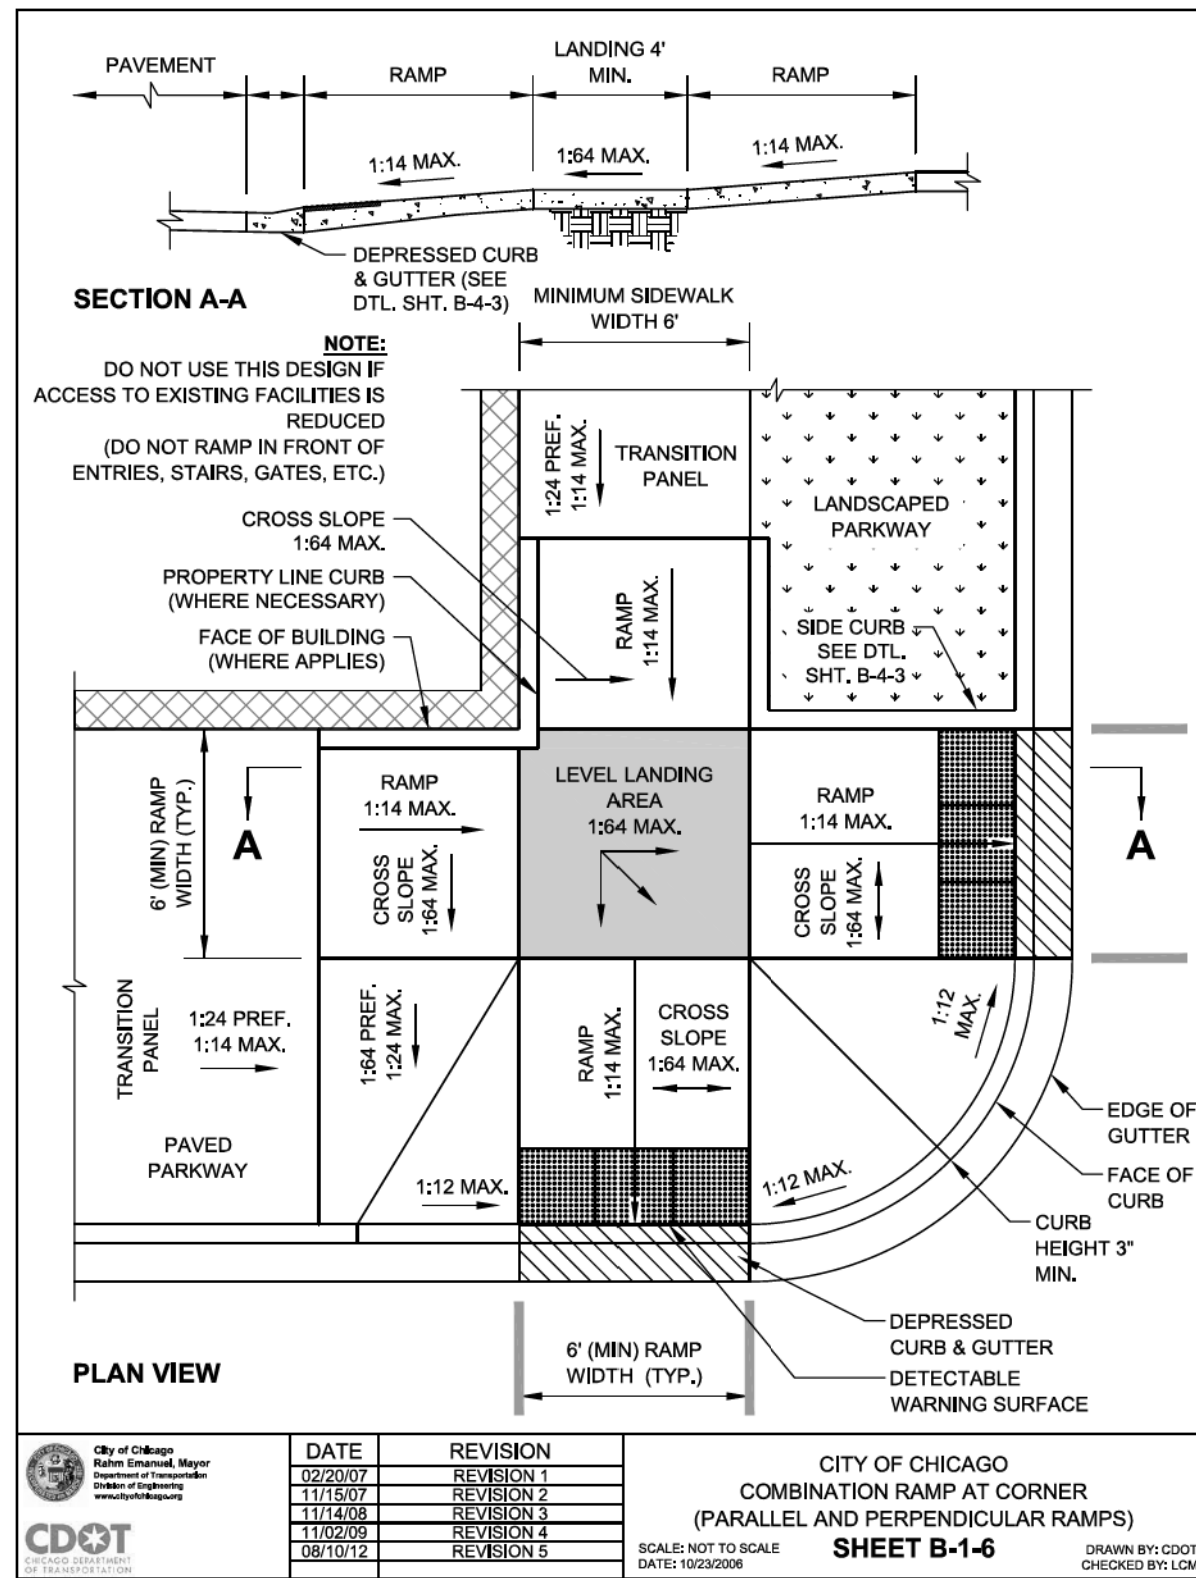 PAVEMENT
RAMP
LANDING 4'
MIN.
RAMP
1:14 MAX.
1:64 MAX.
1:14 MAX.
DEPRESSED CURB
& GUTTER (SEE
DTL. SHT. B-4-3)
SECTION A-A
MINIMUM SIDEWALK
WIDTH 6'
NOTE:
DO NOT USE THIS DESIGN IF
ACCESS TO EXISTING FACILITIES IS
REDUCED
(DO NOT RAMP IN FRONT OF
ENTRIES, STAIRS, GATES, ETC.)
1:24 PREF.
1:14 MAX.
TRANSITION
PANEL
LANDSCAPED
PARKWAY
CROSS SLOPE
1:64 MAX.
PROPERTY LINE CURB
(WHERE NECESSARY)
FACE OF BUILDING
(WHERE APPLIES)
RAMP
1:14 MAX.
SIDE CURB
SEE DTL.
SHT. B-4-3
6' (MIN) RAMP
WIDTH (TYP.)
A
RAMP
1:14 MAX.
CROSS
SLOPE
1:64 MAX.
LEVEL LANDING
AREA
1:64 MAX.
RAMP
1:14 MAX.
CROSS
SLOPE
1:64 MAX.
A
TRANSITION
PANEL
1:24 PREF.
1:14 MAX.
1:64 PREF.
1:24 MAX.
RAMP
1:14 MAX.
CROSS
SLOPE
1:64 MAX.
1:12
MAX.
PAVED
PARKWAY
1:12 MAX.
1:12 MAX.
EDGE OF
GUTTER
FACE OF
CURB
CURB
HEIGHT 3"
MIN.
DEPRESSED
CURB & GUTTER
DETECTABLE
WARNING SURFACE
6' (MIN) RAMP
WIDTH (TYP.)
PLAN VIEW
City of Chicago
Rahm Emanuel, Mayor
Department of Transportation
Division of Engineering
www.cityofchicago.org
CDOT
CHICAGO DEPARTMENT
OF TRANSPORTATION
DATE REVISION
02/20/07 REVISION 1
11/15/07 REVISION 2
11/14/08 REVISION 3
11/02/09 REVISION 4
08/10/12 REVISION 5
CITY OF CHICAGO
COMBINATION RAMP AT CORNER
(PARALLEL AND PERPENDICULAR RAMPS)
SCALE: NOT TO SCALE
DATE: 10/23/2006
SHEET B-1-6
DRAWN BY: CDOT
CHECKED BY: LCM